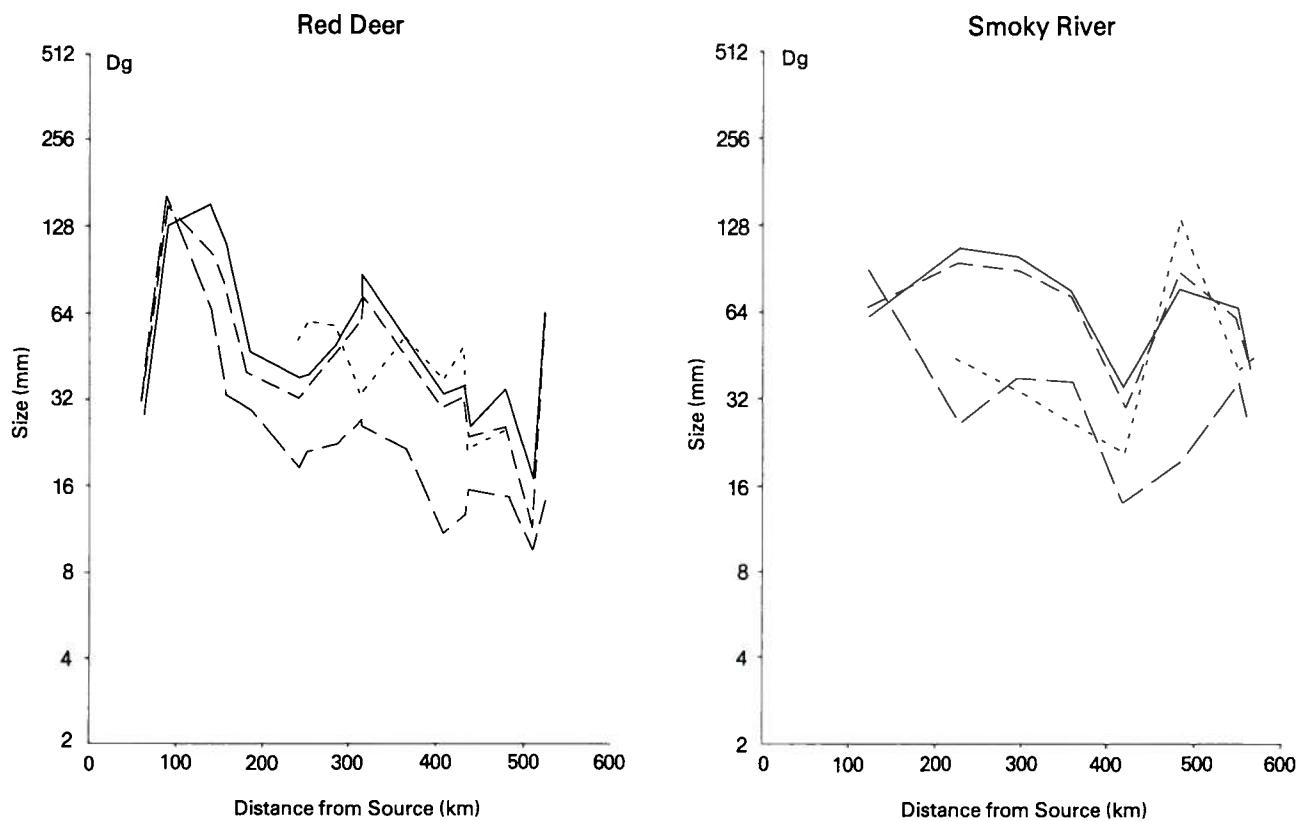 Red Deer
Dg
512
256
128
64
32
16
8
4
2
Size (mm)
0 100 200 300 400 500 600
Distance from Source (km)
Smoky River
Dg
512
256
128
64
32
16
8
4
2
Size (mm)
0 100 200 300 400 500 600
Distance from Source (km)